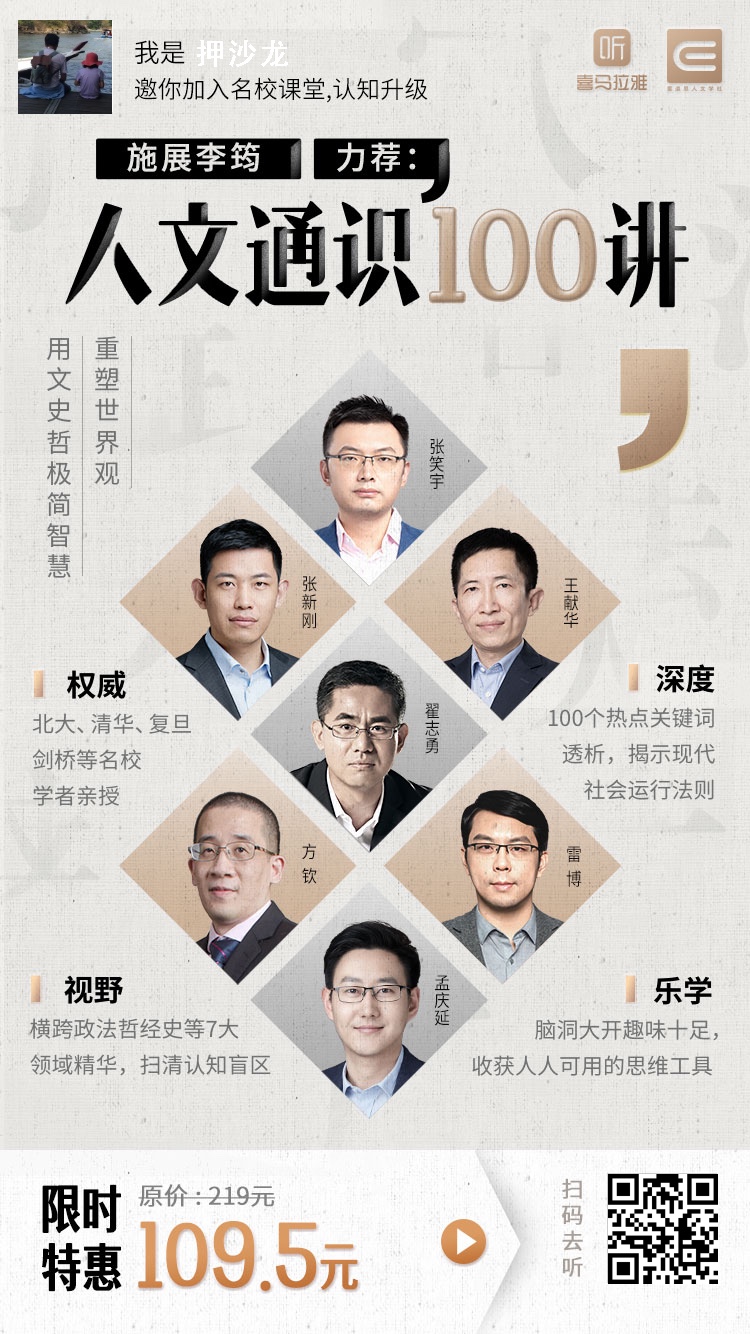 我是 押沙龙
邀你加入名校课堂,认知升级
听
喜马拉雅
施展李筠 力荐：
人文通识100讲
重塑世界观
用文史哲极简智慧
张笑宇
张新刚
王献华
翟志勇
方钦
雷博
孟庆延
权威
北大、清华、复旦
剑桥等名校
学者亲授
深度
100个热点关键词
透析，揭示现代
社会运行法则
视野
横跨政法哲经史等7大
领域精华，扫清认知盲区
乐学
脑洞大开趣味十足，
收获人人可用的思维工具
限时
特惠
原价：219元
109.5元
扫码去听